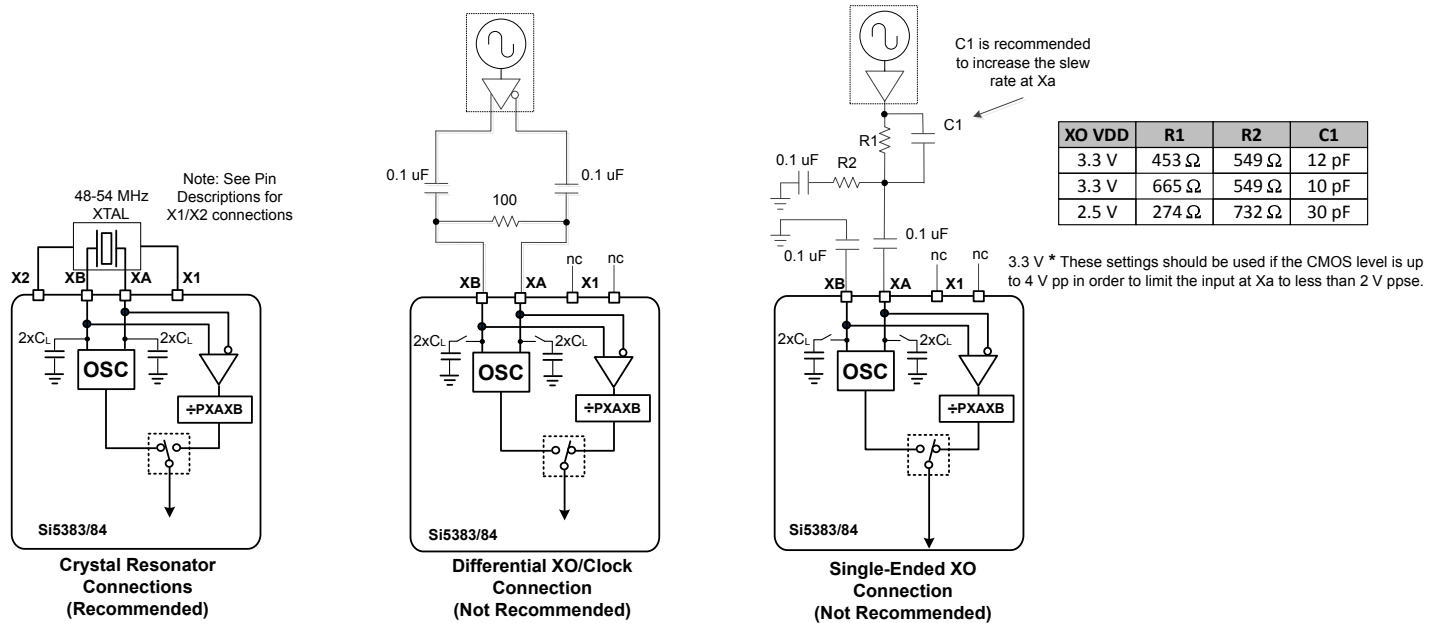 48-54 MHz
XTAL
Note: See Pin
Descriptions for
X1/X2 connections
X2
XB
XA
X1
2xCL
2xCL
OSC
÷PXAXB
Si5383/84
Crystal Resonator
Connections
(Recommended)
0.1 uF
0.1 uF
100
XB
XA
nc
X1
nc
2xCL
2xCL
OSC
÷PXAXB
Si5383/84
Differential XO/Clock
Connection
(Not Recommended)
C1 is recommended
to increase the slew
rate at Xa
R1
C1
0.1 uF
R2
0.1 uF
0.1 uF
XB
XA
nc
X1
nc
2xCL
2xCL
OSC
÷PXAXB
Si5383/84
Single-Ended XO
Connection
(Not Recommended)
XO VDD R1 R2 C1
3.3 V 453 Ω 549 Ω 12 pF
3.3 V 665 Ω 549 Ω 10 pF
2.5 V 274 Ω 732 Ω 30 pF
3.3 V * These settings should be used if the CMOS level is up
to 4 V pp in order to limit the input at Xa to less than 2 V ppse.